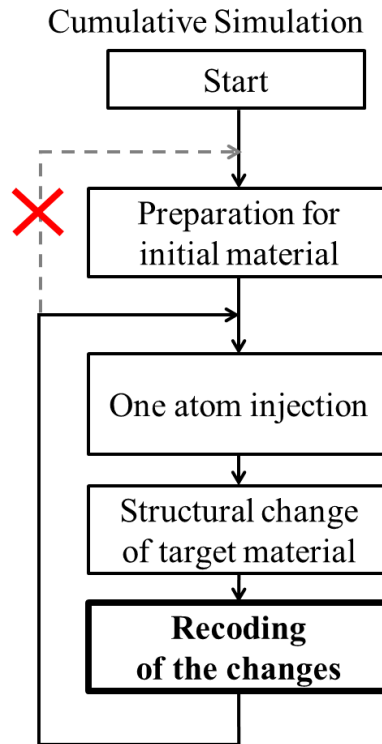 Cumulative Simulation
Start
Preparation for
initial material
One atom injection
Structural change
of target material
Recoding
of the changes